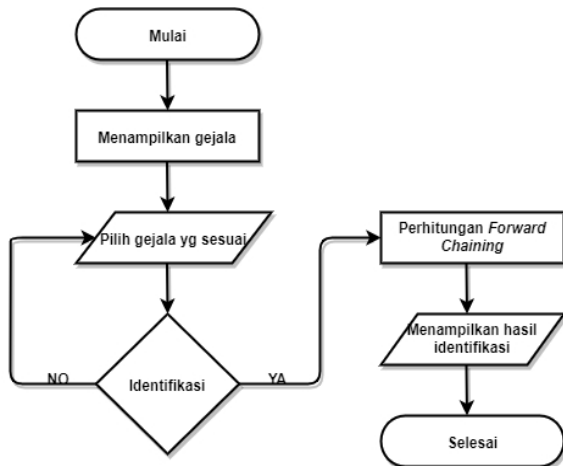 Mulai
Menampilkan gejala
Pilih gejala yg sesuai
Identifikasi
NO
YA
Perhitungan Forward
Chaining
Menampilkan hasil
identifikasi
Selesai